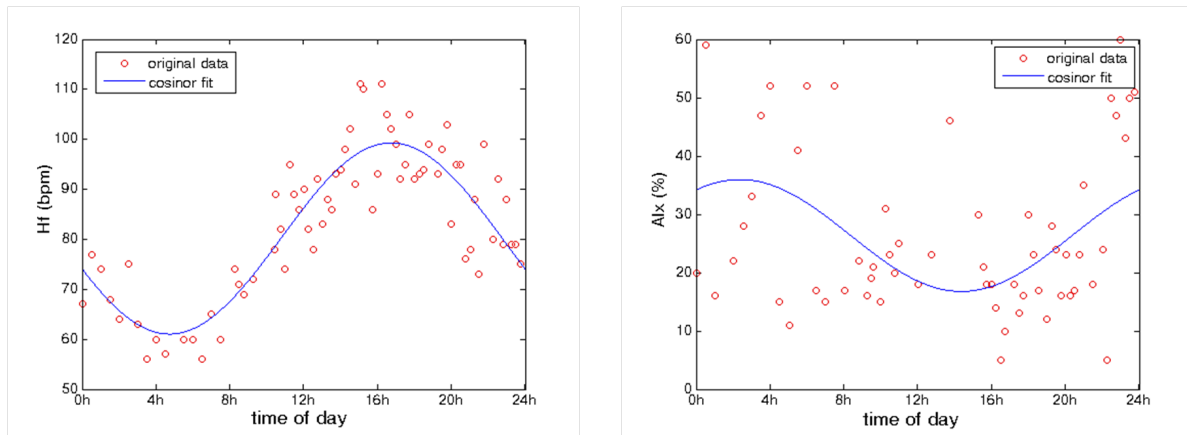 120
110
100
90
80
70
60
50
Hf (bpm)
original data
cosinor fit
0h 4h 8h 12h 16h 20h 24h
time of day
60
50
40
30
20
10
0
AIx (%)
original data
cosinor fit
0h 4h 8h 12h 16h 20h 24h
time of day